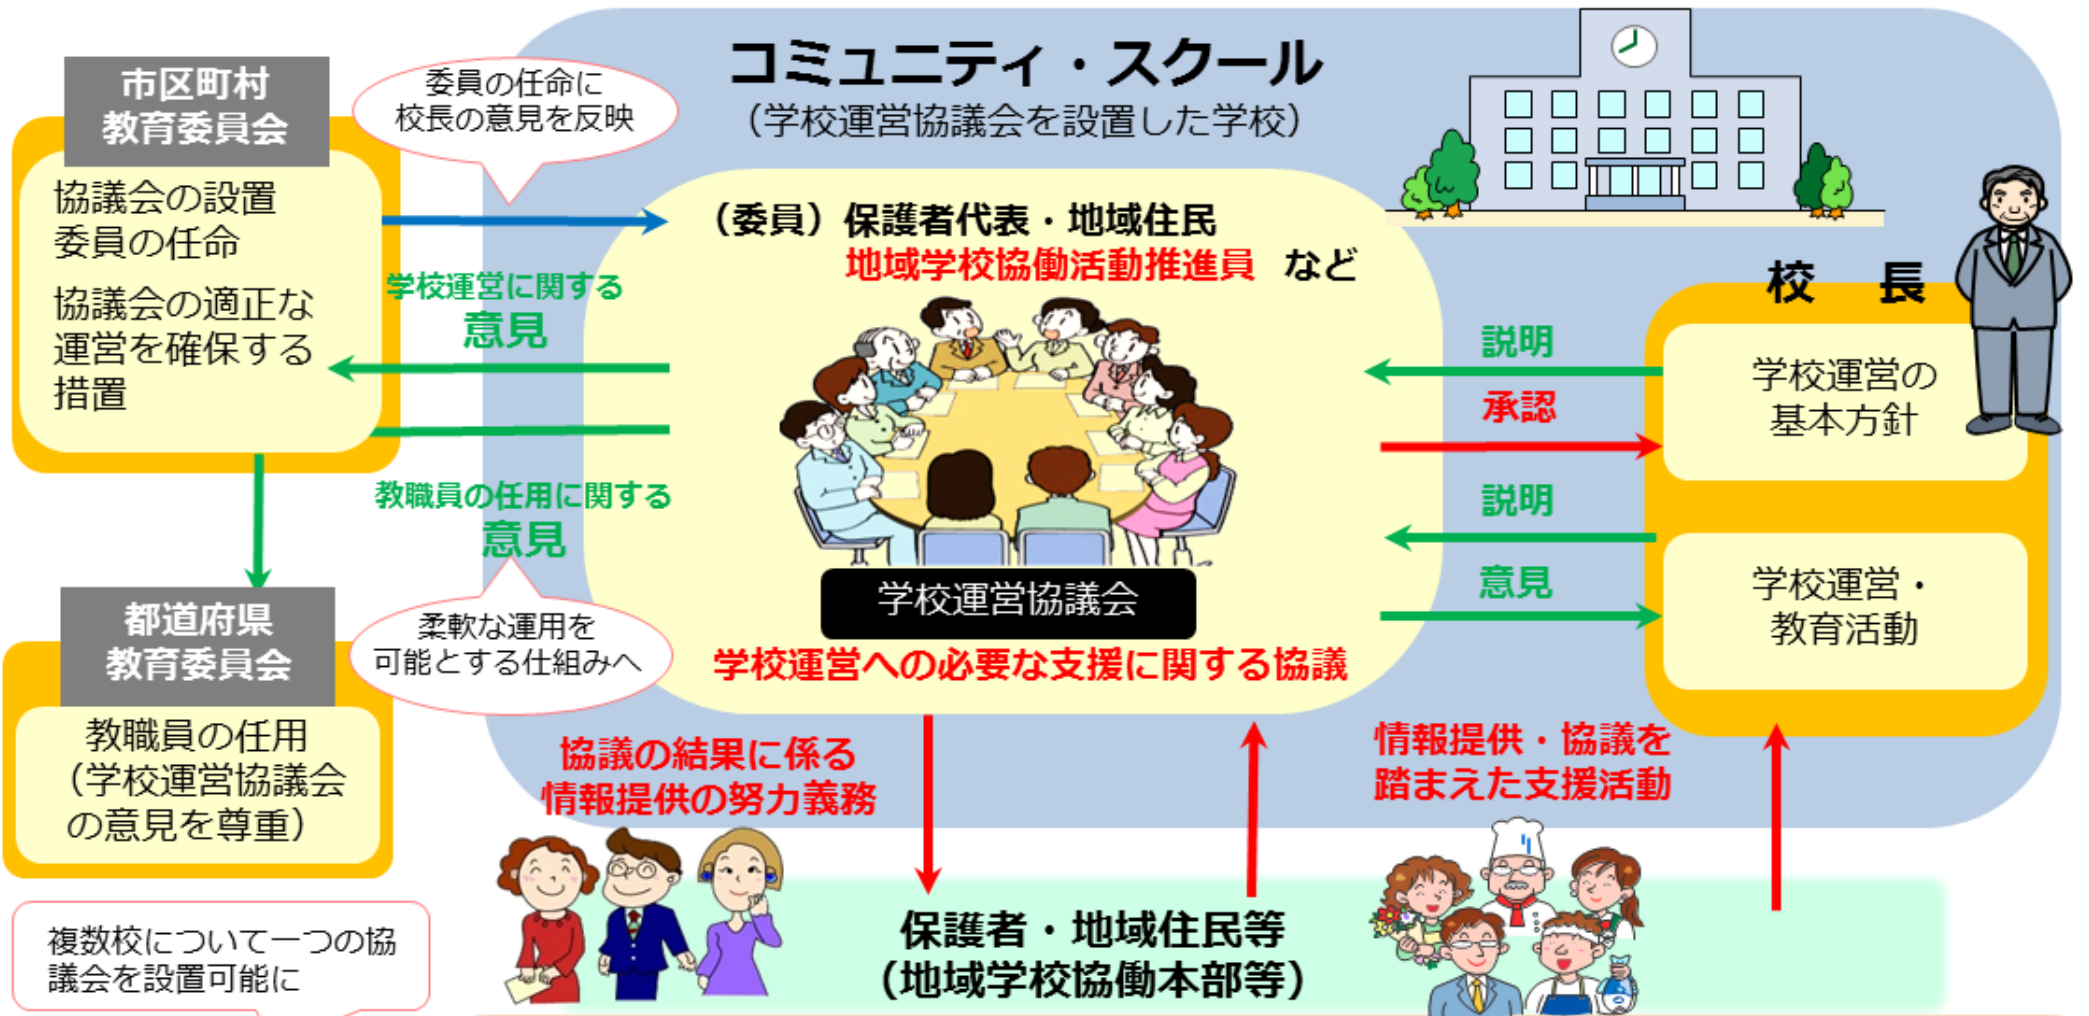 コミュニティ・スクール
（学校運営協議会を設置した学校）
市区町村
教育委員会
協議会の設置
委員の任命
協議会の適正な
運営を確保する
措置
委員の任命に
校長の意見を反映
学校運営に関する
意見
教職員の任用に関する
意見
柔軟な運用を
可能とする仕組みへ
都道府県
教育委員会
教職員の任用
（学校運営協議会
の意見を尊重）
複数校について一つの協
議会を設置可能に
（委員）保護者代表・地域住民
地域学校協働活動推進員 など
学校運営協議会
学校運営への必要な支援に関する協議
説明
承認
説明
意見
校 長
学校運営の
基本方針
学校運営・
教育活動
協議の結果に係る
情報提供の努力義務
情報提供・協議を
踏まえた支援活動
保護者・地域住民等
（地域学校協働本部等）